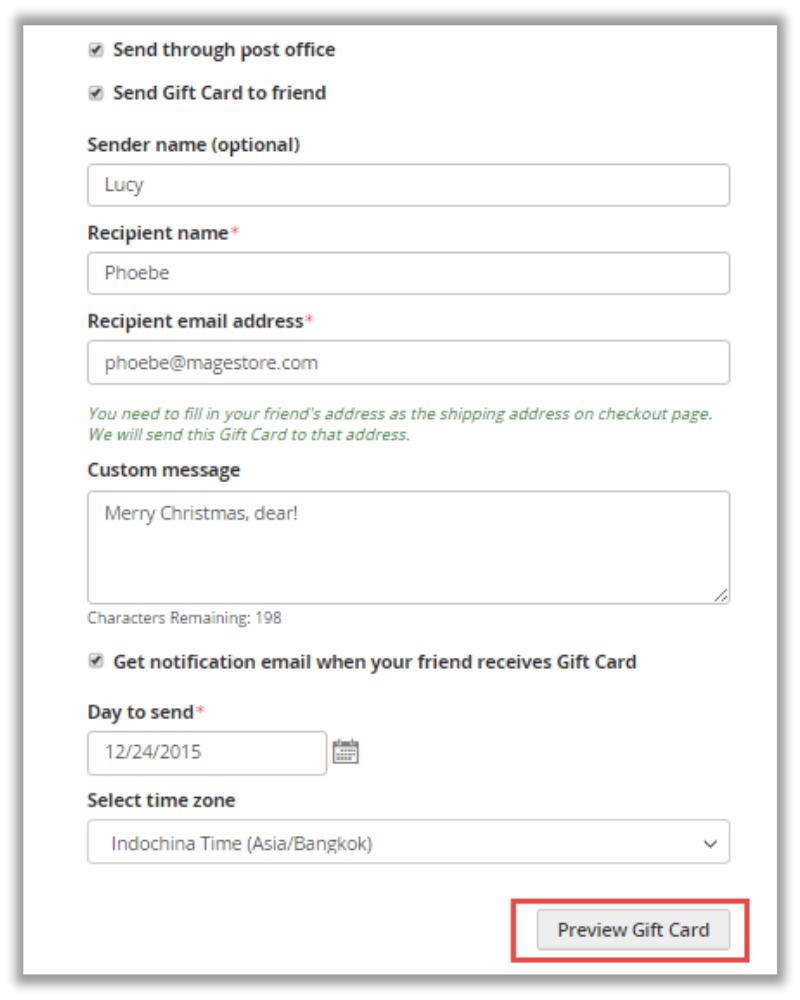 Send through post office
Send Gift Card to friend
Sender name (optional)
Lucy
Recipient name*
Phoebe
Recipient email address*
phoebe@magestore.com
You need to fill in your friend's address as the shipping address on checkout page.
We will send this Gift Card to that address.
Custom message
Merry Christmas, dear!
Characters Remaining: 198
Get notification email when your friend receives Gift Card
Day to send*
12/24/2015
Select time zone
Indochina Time (Asia/Bangkok)
Preview Gift Card